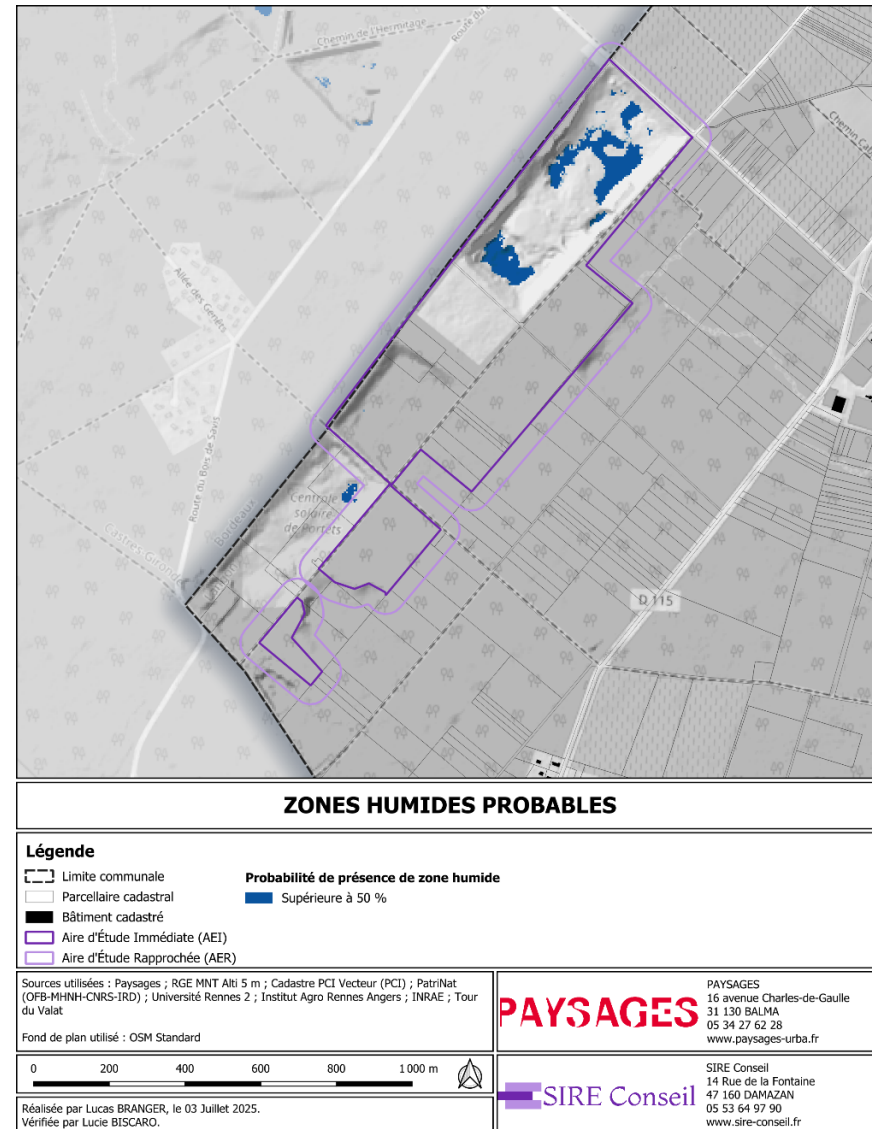 Chemin de l'Hermitage
Route du
Chemin Cab
Allée des Genêts
Route du Bois de Savis
Bordeaux
Castres-Gironde
Centrale
solaire
de Portets
D 115
ZONES HUMIDES PROBABLES
Légende
Limite communale
Parcellaire cadastral
Bâtiment cadastré
Aire d'Étude Immédiate (AEI)
Aire d'Étude Rapprochée (AER)
Probabilité de présence de zone humide
Supérieure à 50 %
Sources utilisées : Paysages ; RGE MNT Alti 5 m ; Cadastre PCI Vecteur (PCI) ; PatriNat
(OFB-MHNH-CNRS-IRD) ; Université Rennes 2 ; Institut Agro Rennes Angers ; INRAE ; Tour
du Valat
Fond de plan utilisé : OSM Standard
0 200 400 600 800 1 000 m
Réalisée par Lucas BRANGER, le 03 Juillet 2025.
Vérifiée par Lucie BISCARO.
PAYSAGES
PAYSAGES
16 avenue Charles-de-Gaulle
31 130 BALMA
05 34 27 62 28
www.paysages-urba.fr
SIRE Conseil
SIRE Conseil
14 Rue de la Fontaine
47 160 DAMAZAN
05 53 64 97 90
www.sire-conseil.fr